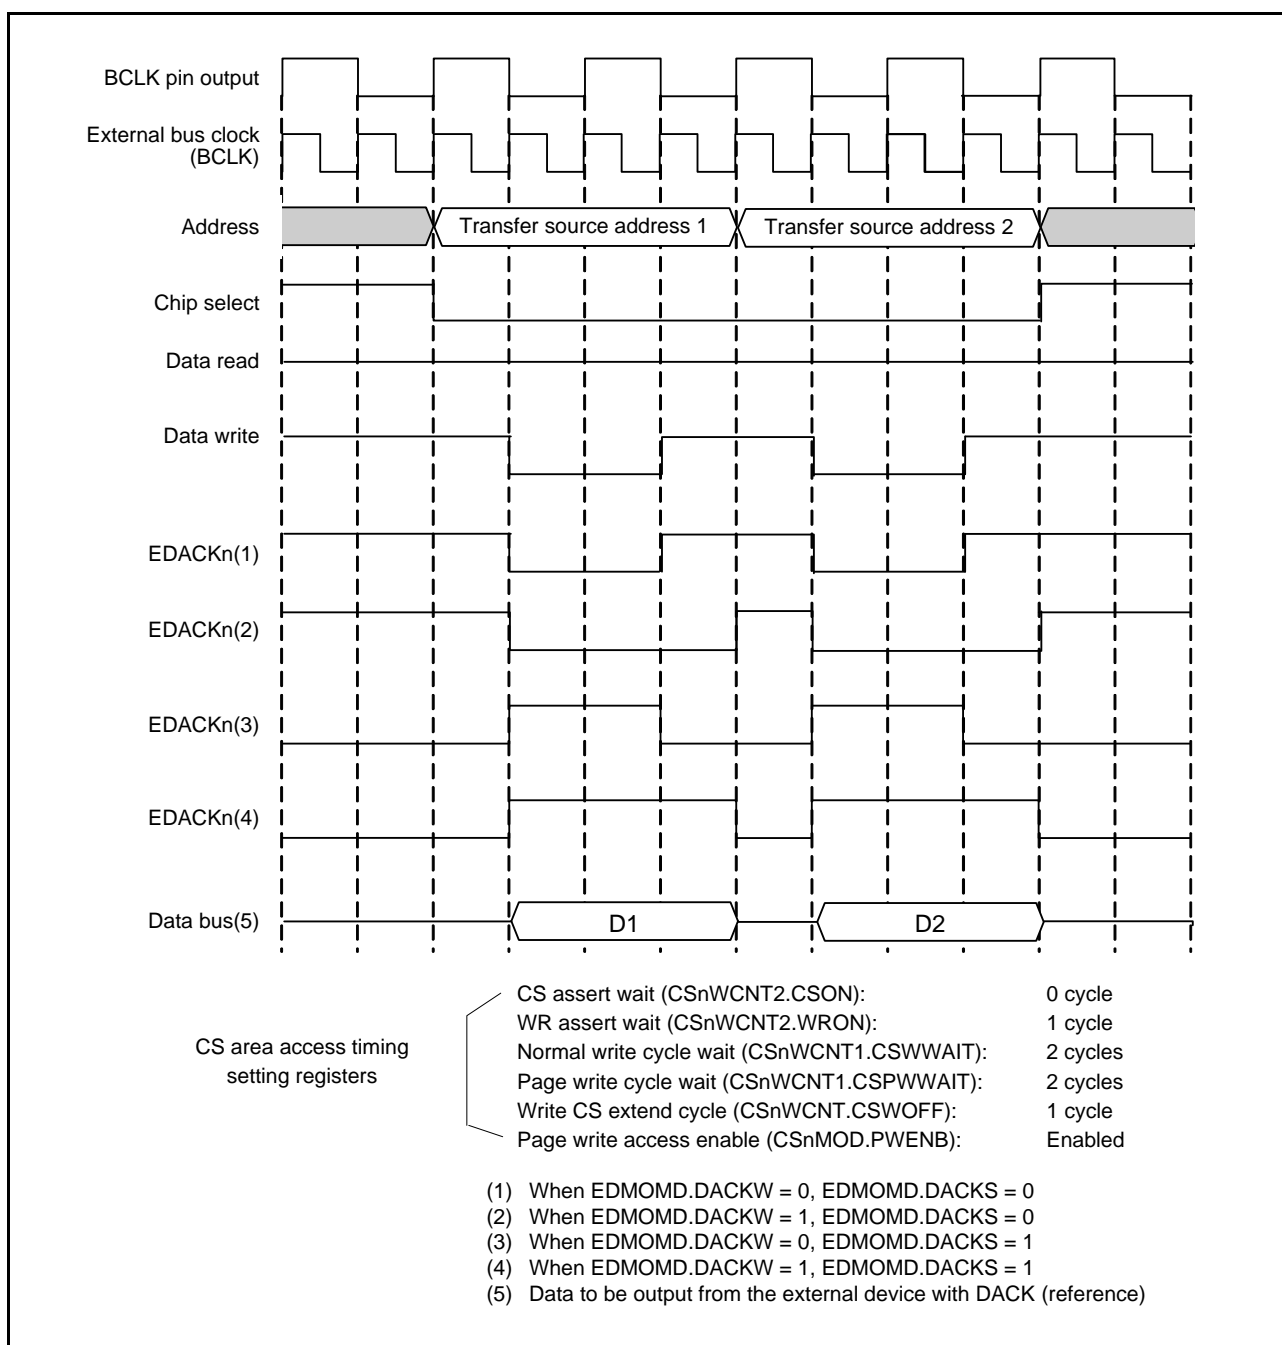 BCLK pin output
External bus clock
(BCLK)
Address
Transfer source address 1
Transfer source address 2
Chip select
Data read
Data write
EDACKn(1)
EDACKn(2)
EDACKn(3)
EDACKn(4)
Data bus(5)
D1
D2
CS area access timing
setting registers
CS assert wait (CSnWCNT2.CSON): 0 cycle
WR assert wait (CSnWCNT2.WRON): 1 cycle
Normal write cycle wait (CSnWCNT1.CSWWAIT): 2 cycles
Page write cycle wait (CSnWCNT1.CSPWWAIT): 2 cycles
Write CS extend cycle (CSnWCNT.CSWOFF): 1 cycle
Page write access enable (CSnMOD.PWENB): Enabled
(1) When EDMOMD.DACKW = 0, EDMOMD.DACKS = 0
(2) When EDMOMD.DACKW = 1, EDMOMD.DACKS = 0
(3) When EDMOMD.DACKW = 0, EDMOMD.DACKS = 1
(4) When EDMOMD.DACKW = 1, EDMOMD.DACKS = 1
(5) Data to be output from the external device with DACK (reference)